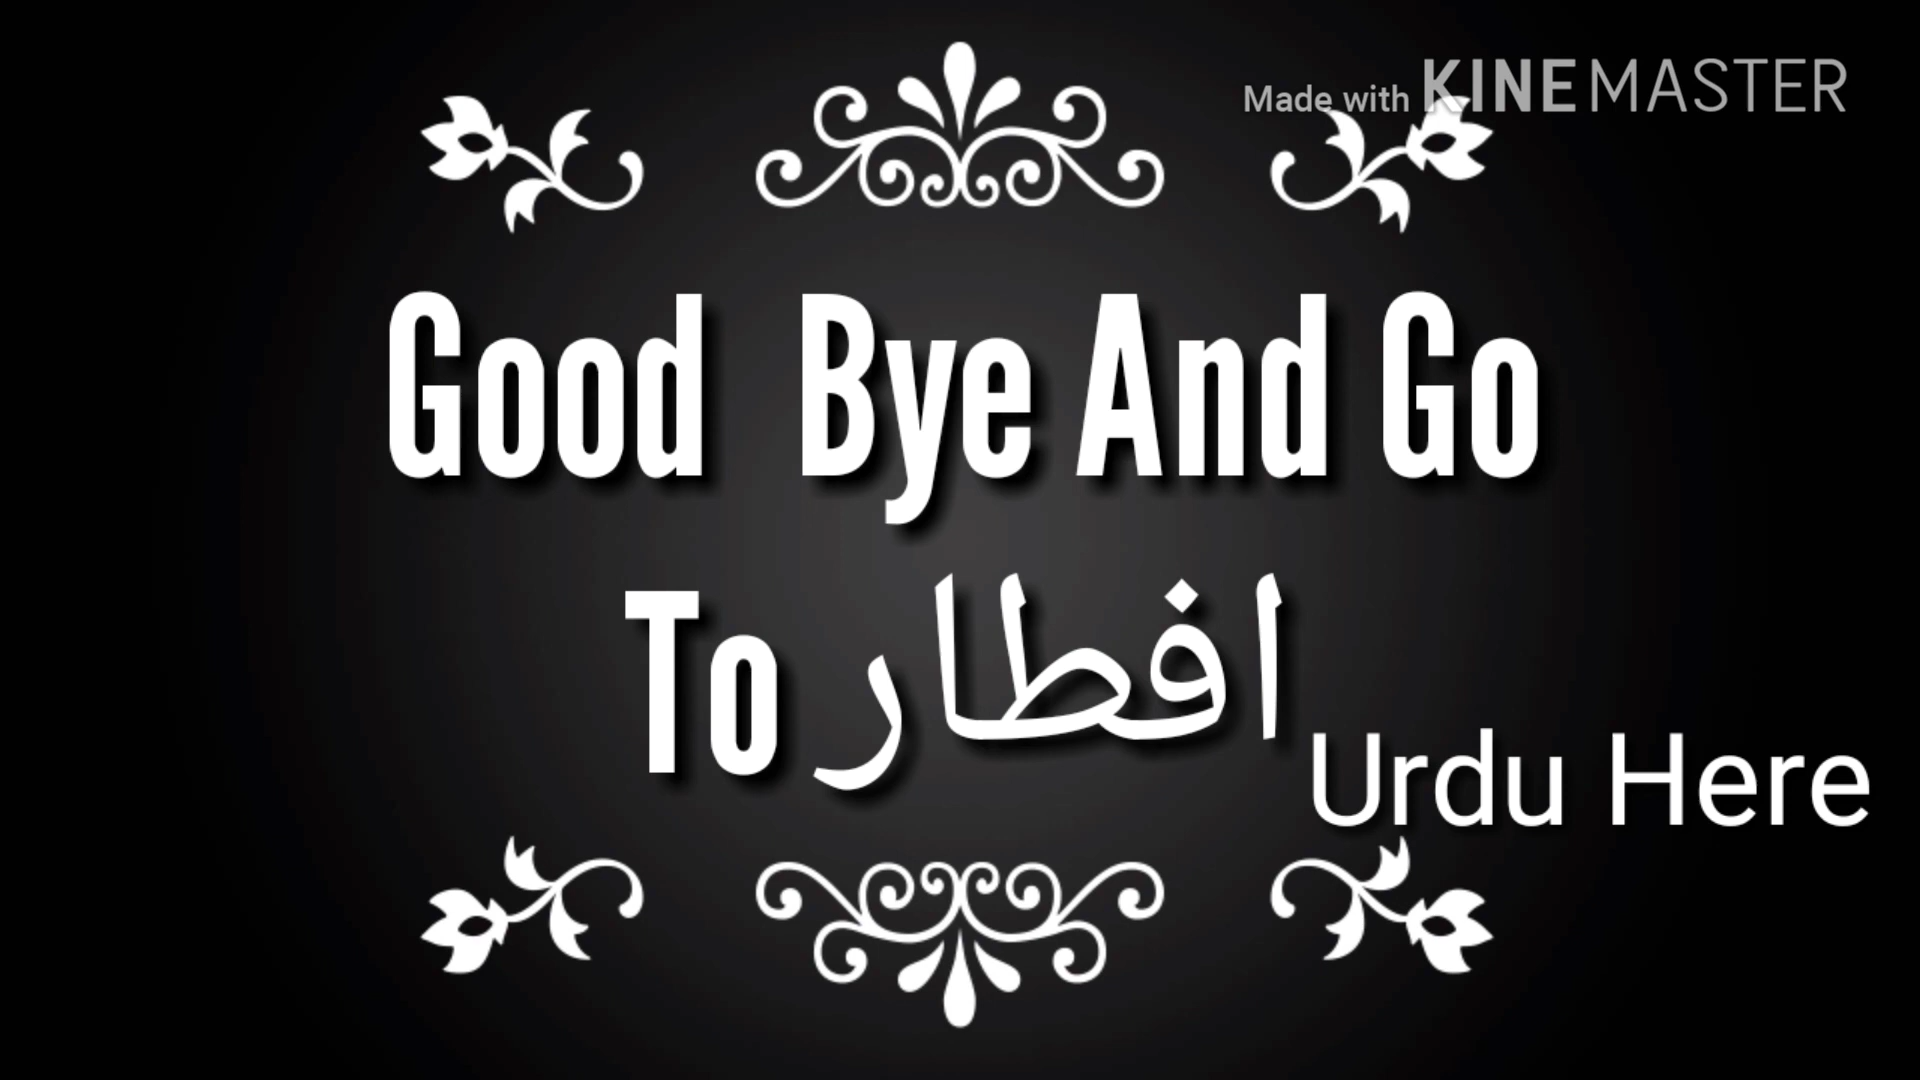 Made with KINEMASTER
Good Bye And Go
To افطار
Urdu Here